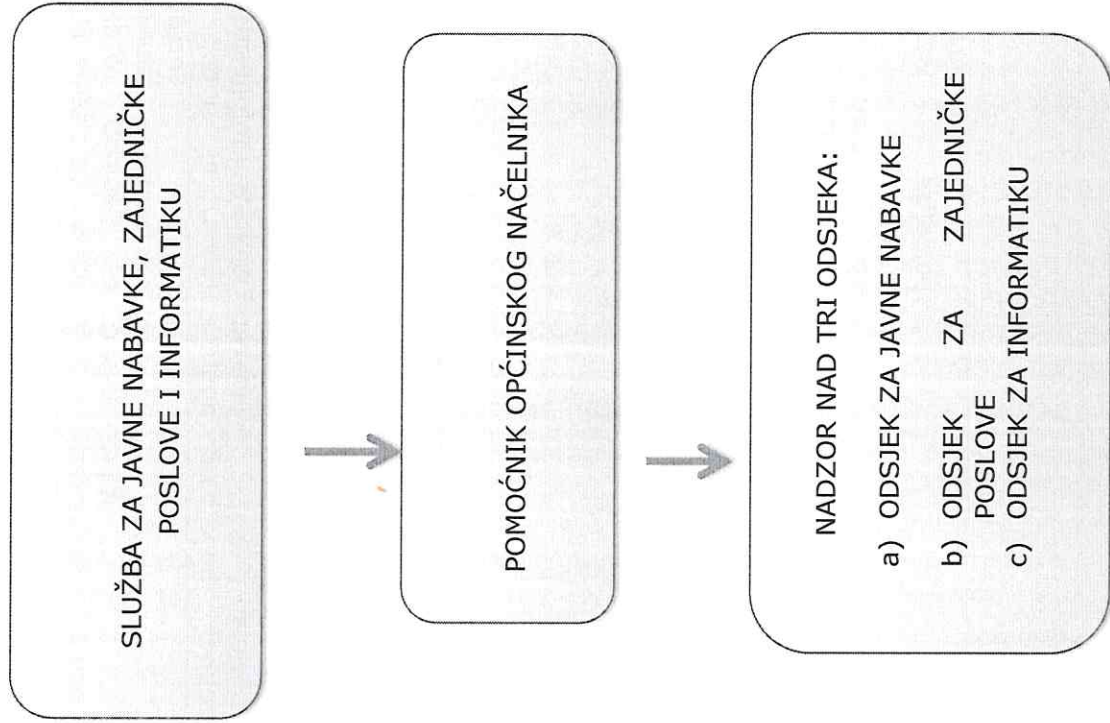 SLUŽBA ZA JAVNE NABAVKE, ZAJEDNIČKE
POSLOVE I INFORMATIKU
POMOĆNIK OPĆINSKOG NAČELNIKA
NADZOR NAD TRI ODSJEKA:
a) ODSJEK ZA JAVNE NABAVKE
b) ODSJEK ZA ZAJEDNIČKE
POSLOVE
c) ODSJEK ZA INFORMATIKU